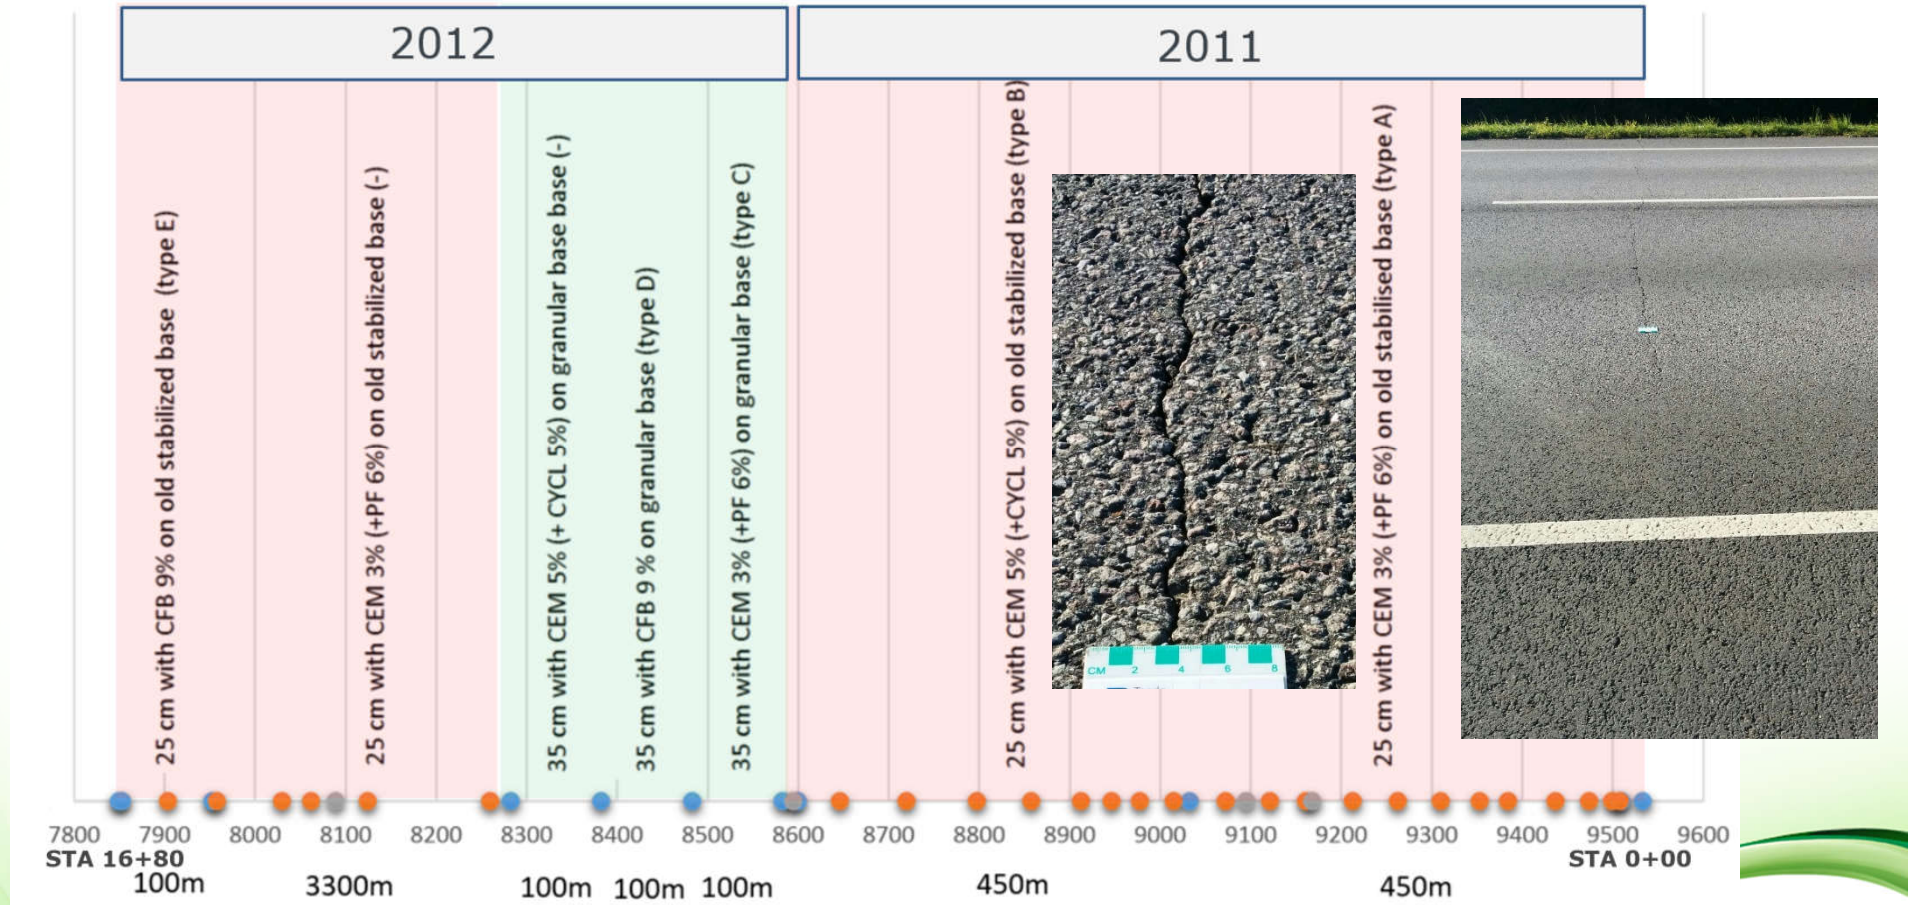 2012
2011
25 cm with CFB 9% on old stabilized base (type E)
25 cm with CEM 3% (+PF 6%) on old stabilized base (-)
35 cm with CEM 5% (+ CYCL 5%) on granular base base (-)
35 cm with CFB 9 % on granular base (type D)
35 cm with CEM 3% (+PF 6%) on granular base (type C)
25 cm with CEM 5% (+CYCL 5%) on old stabilized base (type B)
25 cm with CEM 3% (+PF 6%) on old stabilised base (type A)
CM 2 4 6 8
7800 7900 8000 8100 8200 8300 8400 8500 8600 8700 8800 8900 9000 9100 9200 9300 9400 9500 9600
STA 16+80 STA 0+00
100m 3300m 100m 100m 100m 450m 450m